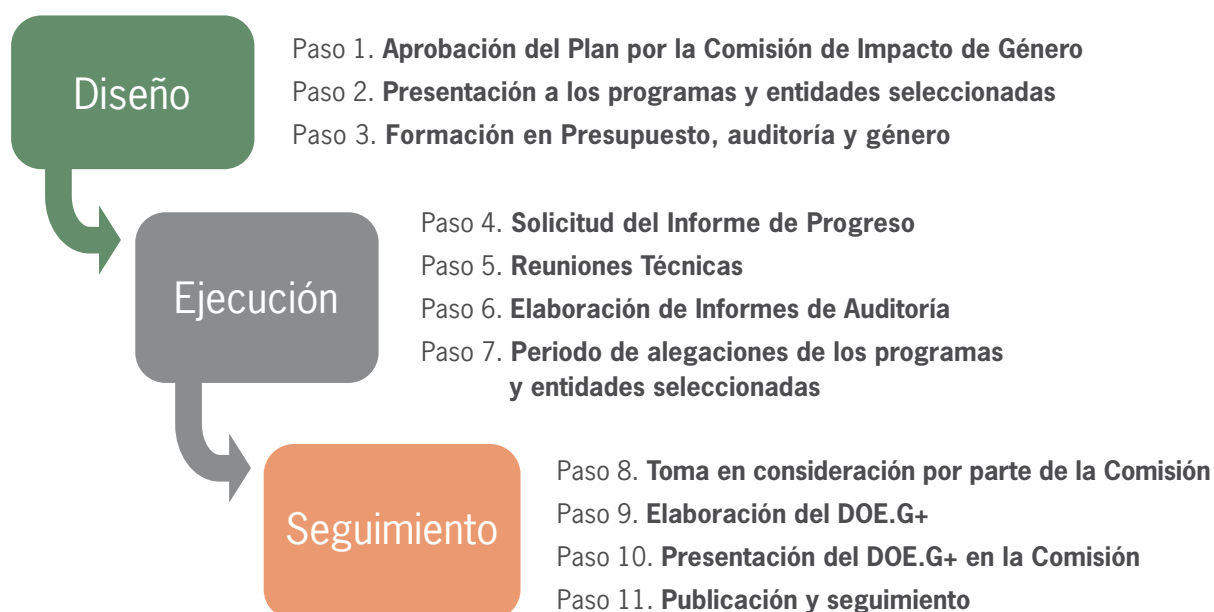 Diseño
Paso 1. Aprobación del Plan por la Comisión de Impacto de Género
Paso 2. Presentación a los programas y entidades seleccionadas
Paso 3. Formación en Presupuesto, auditoría y género
Ejecución
Paso 4. Solicitud del Informe de Progreso
Paso 5. Reuniones Técnicas
Paso 6. Elaboración de Informes de Auditoría
Paso 7. Periodo de alegaciones de los programas
y entidades seleccionadas
Seguimiento
Paso 8. Toma en consideración por parte de la Comisión
Paso 9. Elaboración del DOE.G+
Paso 10. Presentación del DOE.G+ en la Comisión
Paso 11. Publicación y seguimiento